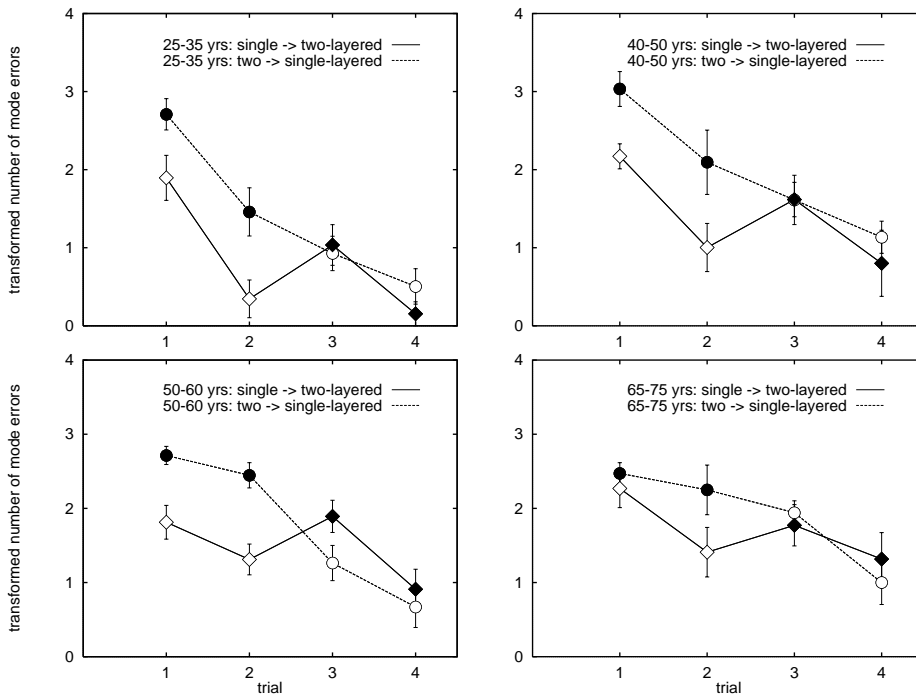 transformed number of mode errors
4
3
2
1
0
25-35 yrs: single -> two-layered
25-35 yrs: two -> single-layered
1 2 3 4
4
3
2
1
0
40-50 yrs: single -> two-layered
40-50 yrs: two -> single-layered
1 2 3 4
transformed number of mode errors
4
3
2
1
0
50-60 yrs: single -> two-layered
50-60 yrs: two -> single-layered
1 2 3 4
trial
4
3
2
1
0
65-75 yrs: single -> two-layered
65-75 yrs: two -> single-layered
1 2 3 4
trial